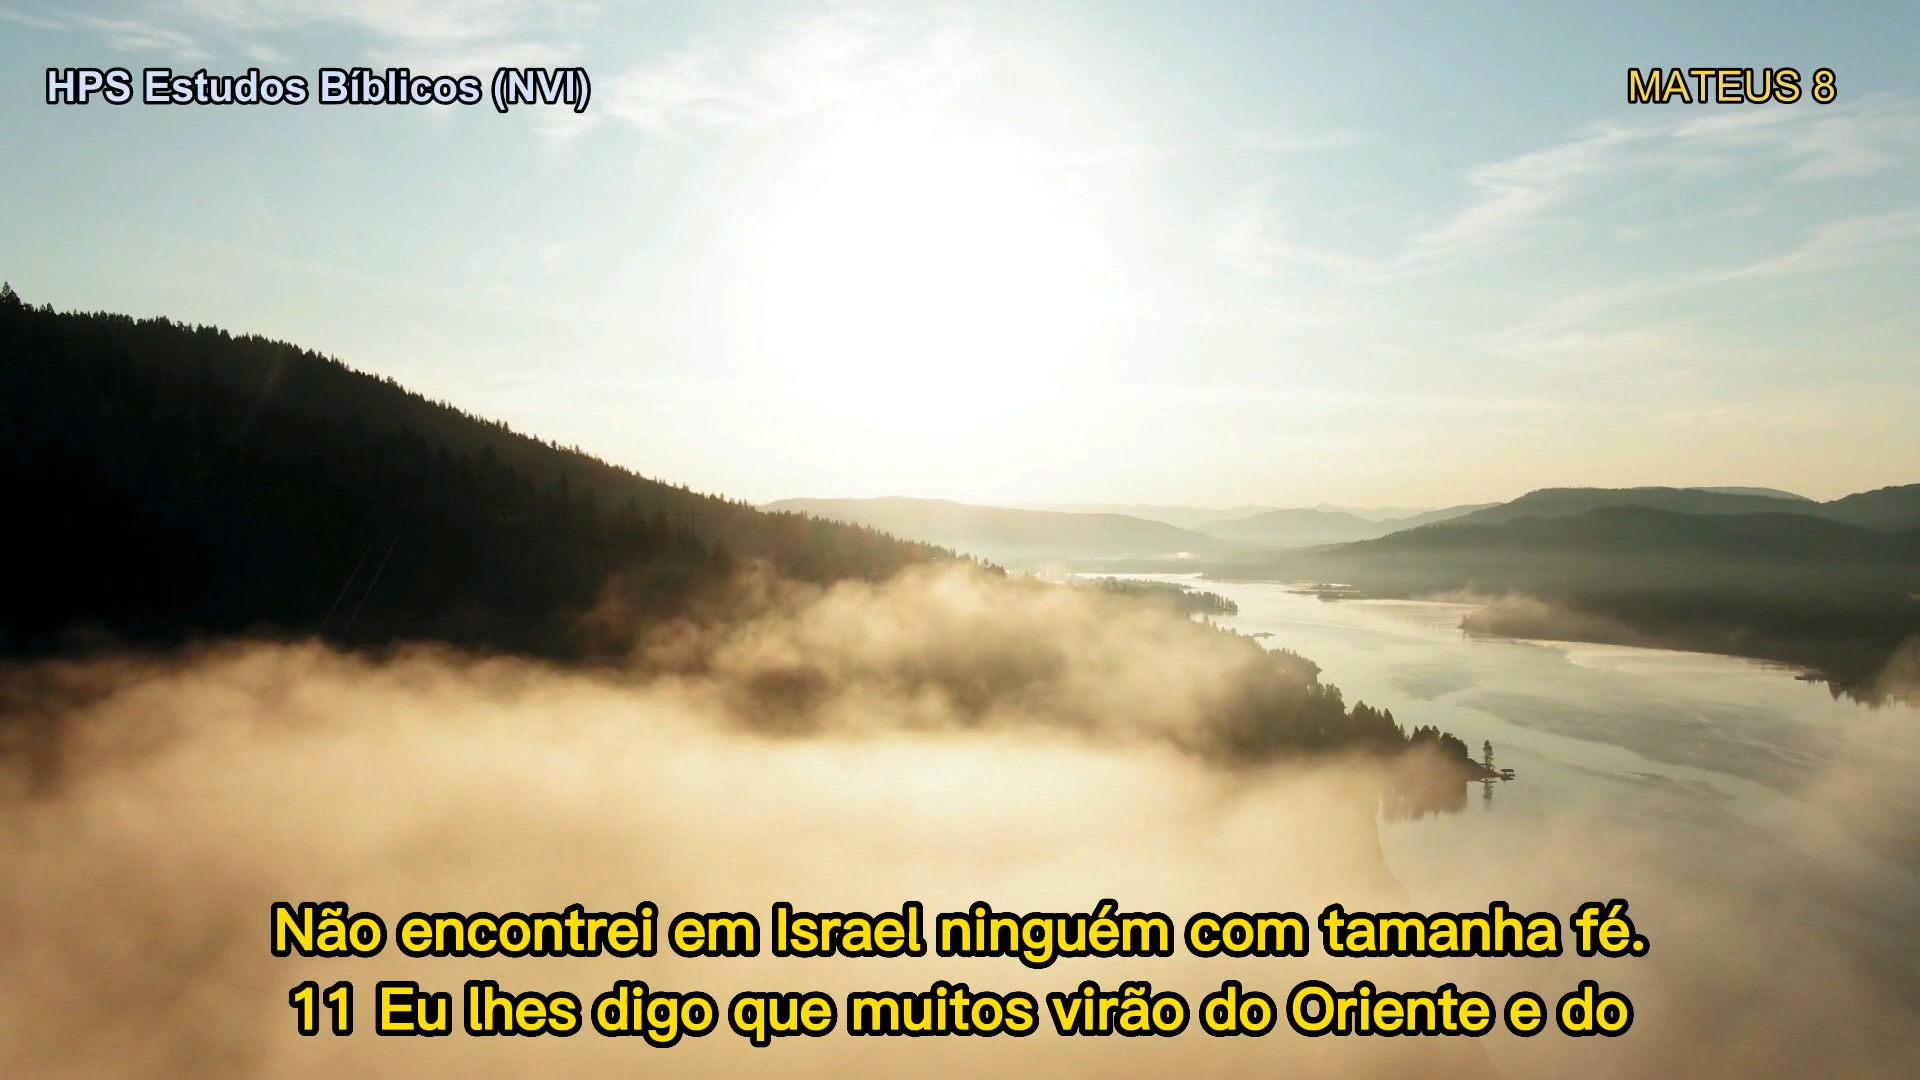 HPS Estudos Bíblicos (NVI)
MATEUS 8
Não encontrei em Israel ninguém com tamanha fé.
11 Eu lhes digo que muitos virão do Oriente e do